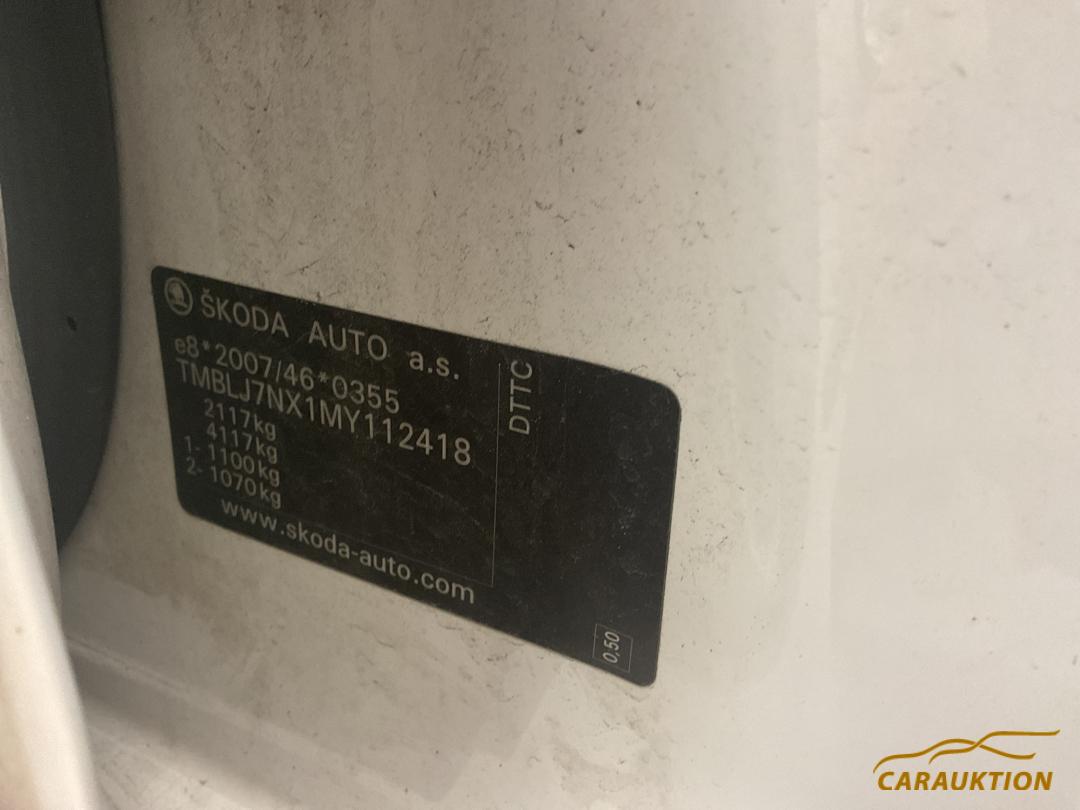 ŠKODA AUTO a.s.
e8*2007/46*0355
TMBLJ7NX1MY112418
2117kg
4117kg
1- 1100kg
2- 1070kg
www.skoda-auto.com
DTTC
0,50
CARAUKTION